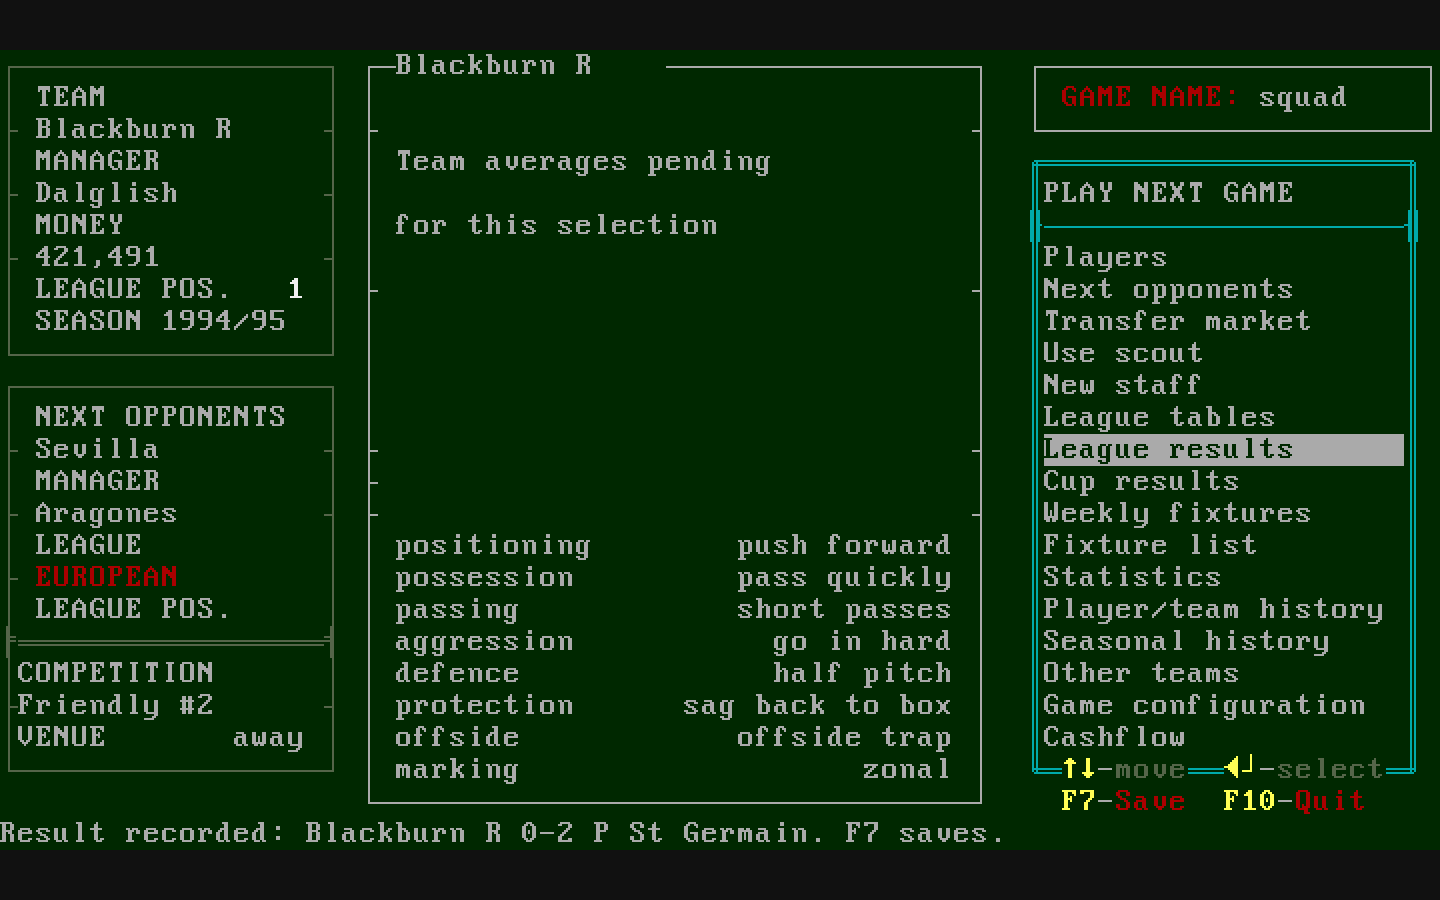 TEAM
Blackburn R
MANAGER
Dalglish
MONEY
421,491
LEAGUE POS. 1
SEASON 1994/95
NEXT OPPONENTS
Sevilla
MANAGER
Aragones
LEAGUE
EUROPEAN
LEAGUE POS.
COMPETITION
Friendly #2
VENUE away
Blackburn R
Team averages pending
for this selection
positioning push forward
possession pass quickly
passing short passes
aggression go in hard
defence half pitch
protection sag back to box
offside offside trap
marking zonal
GAME NAME: squad
PLAY NEXT GAME
Players
Next opponents
Transfer market
Use scout
New staff
League tables
League results
Cup results
Weekly fixtures
Fixture list
Statistics
Player/team history
Seasonal history
Other teams
Game configuration
Cashflow
↑↓-move ◄┘-select
F7-Save F10-Quit
Result recorded: Blackburn R 0-2 P St Germain. F7 saves.